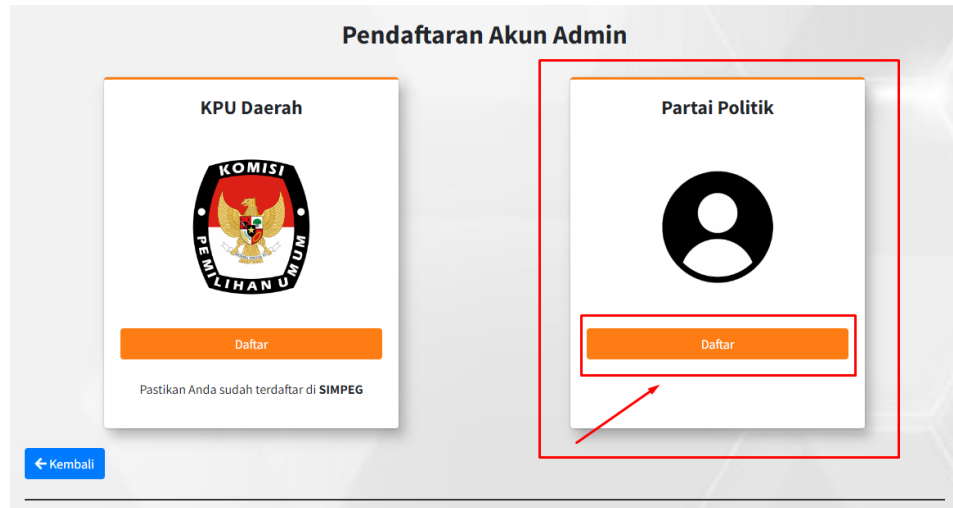 Pendaftaran Akun Admin
KPU Daerah
KOMISI
PEMILIHAN UMUM
Daftar
Pastikan Anda sudah terdaftar di SIMPEG
Partai Politik
Daftar
Kembali